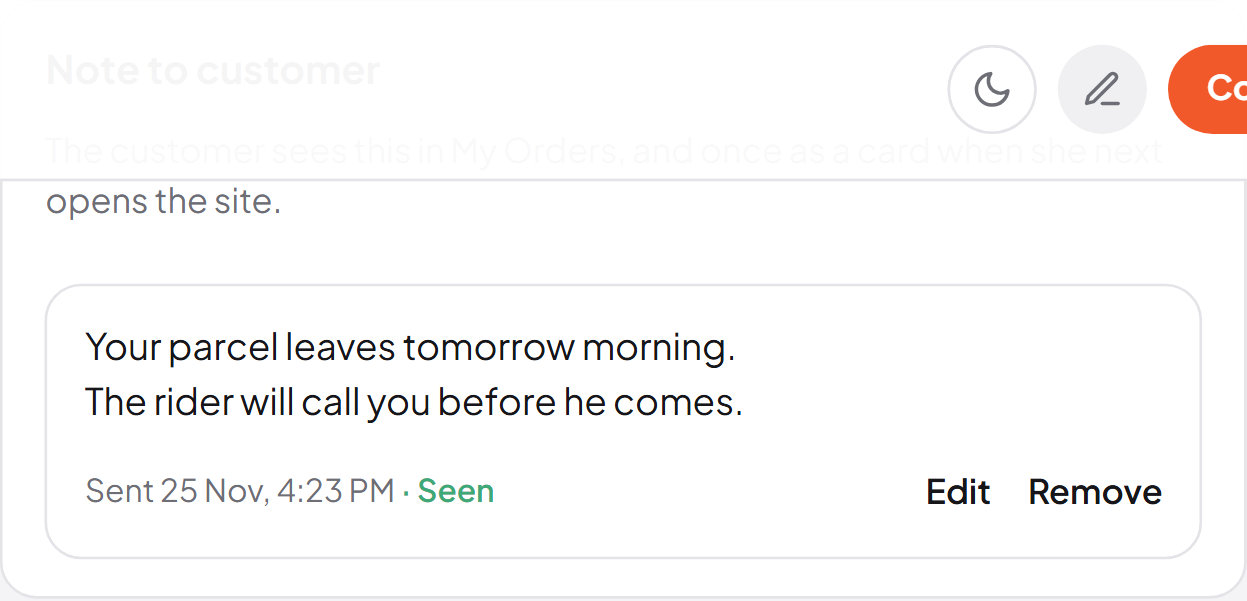 Note to customer
Co
The customer sees this in My Orders, and once as a card when she next
opens the site.
Your parcel leaves tomorrow morning.
The rider will call you before he comes.
Sent 25 Nov, 4:23 PM · Seen
Edit Remove